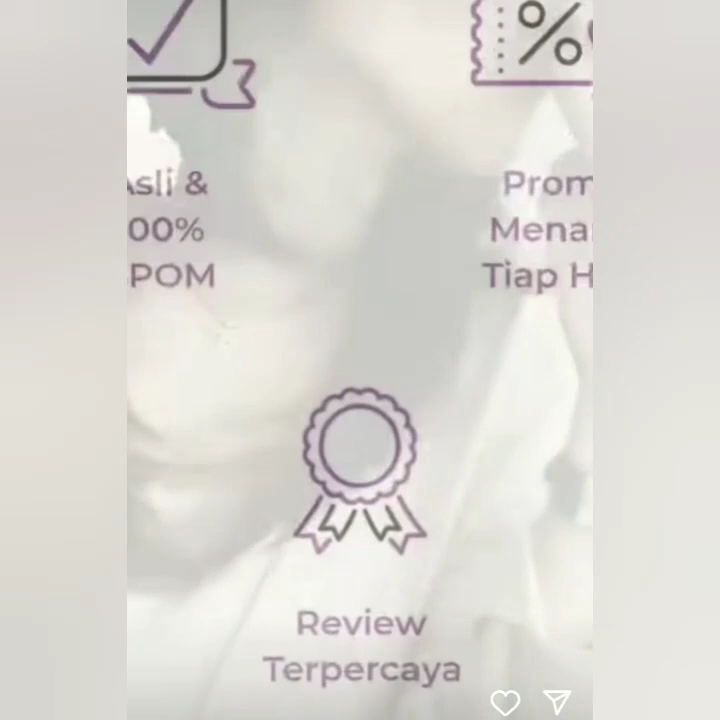 %
sli &
00%
POM
Prom
Mena
Tiap H
Review
Terpercaya